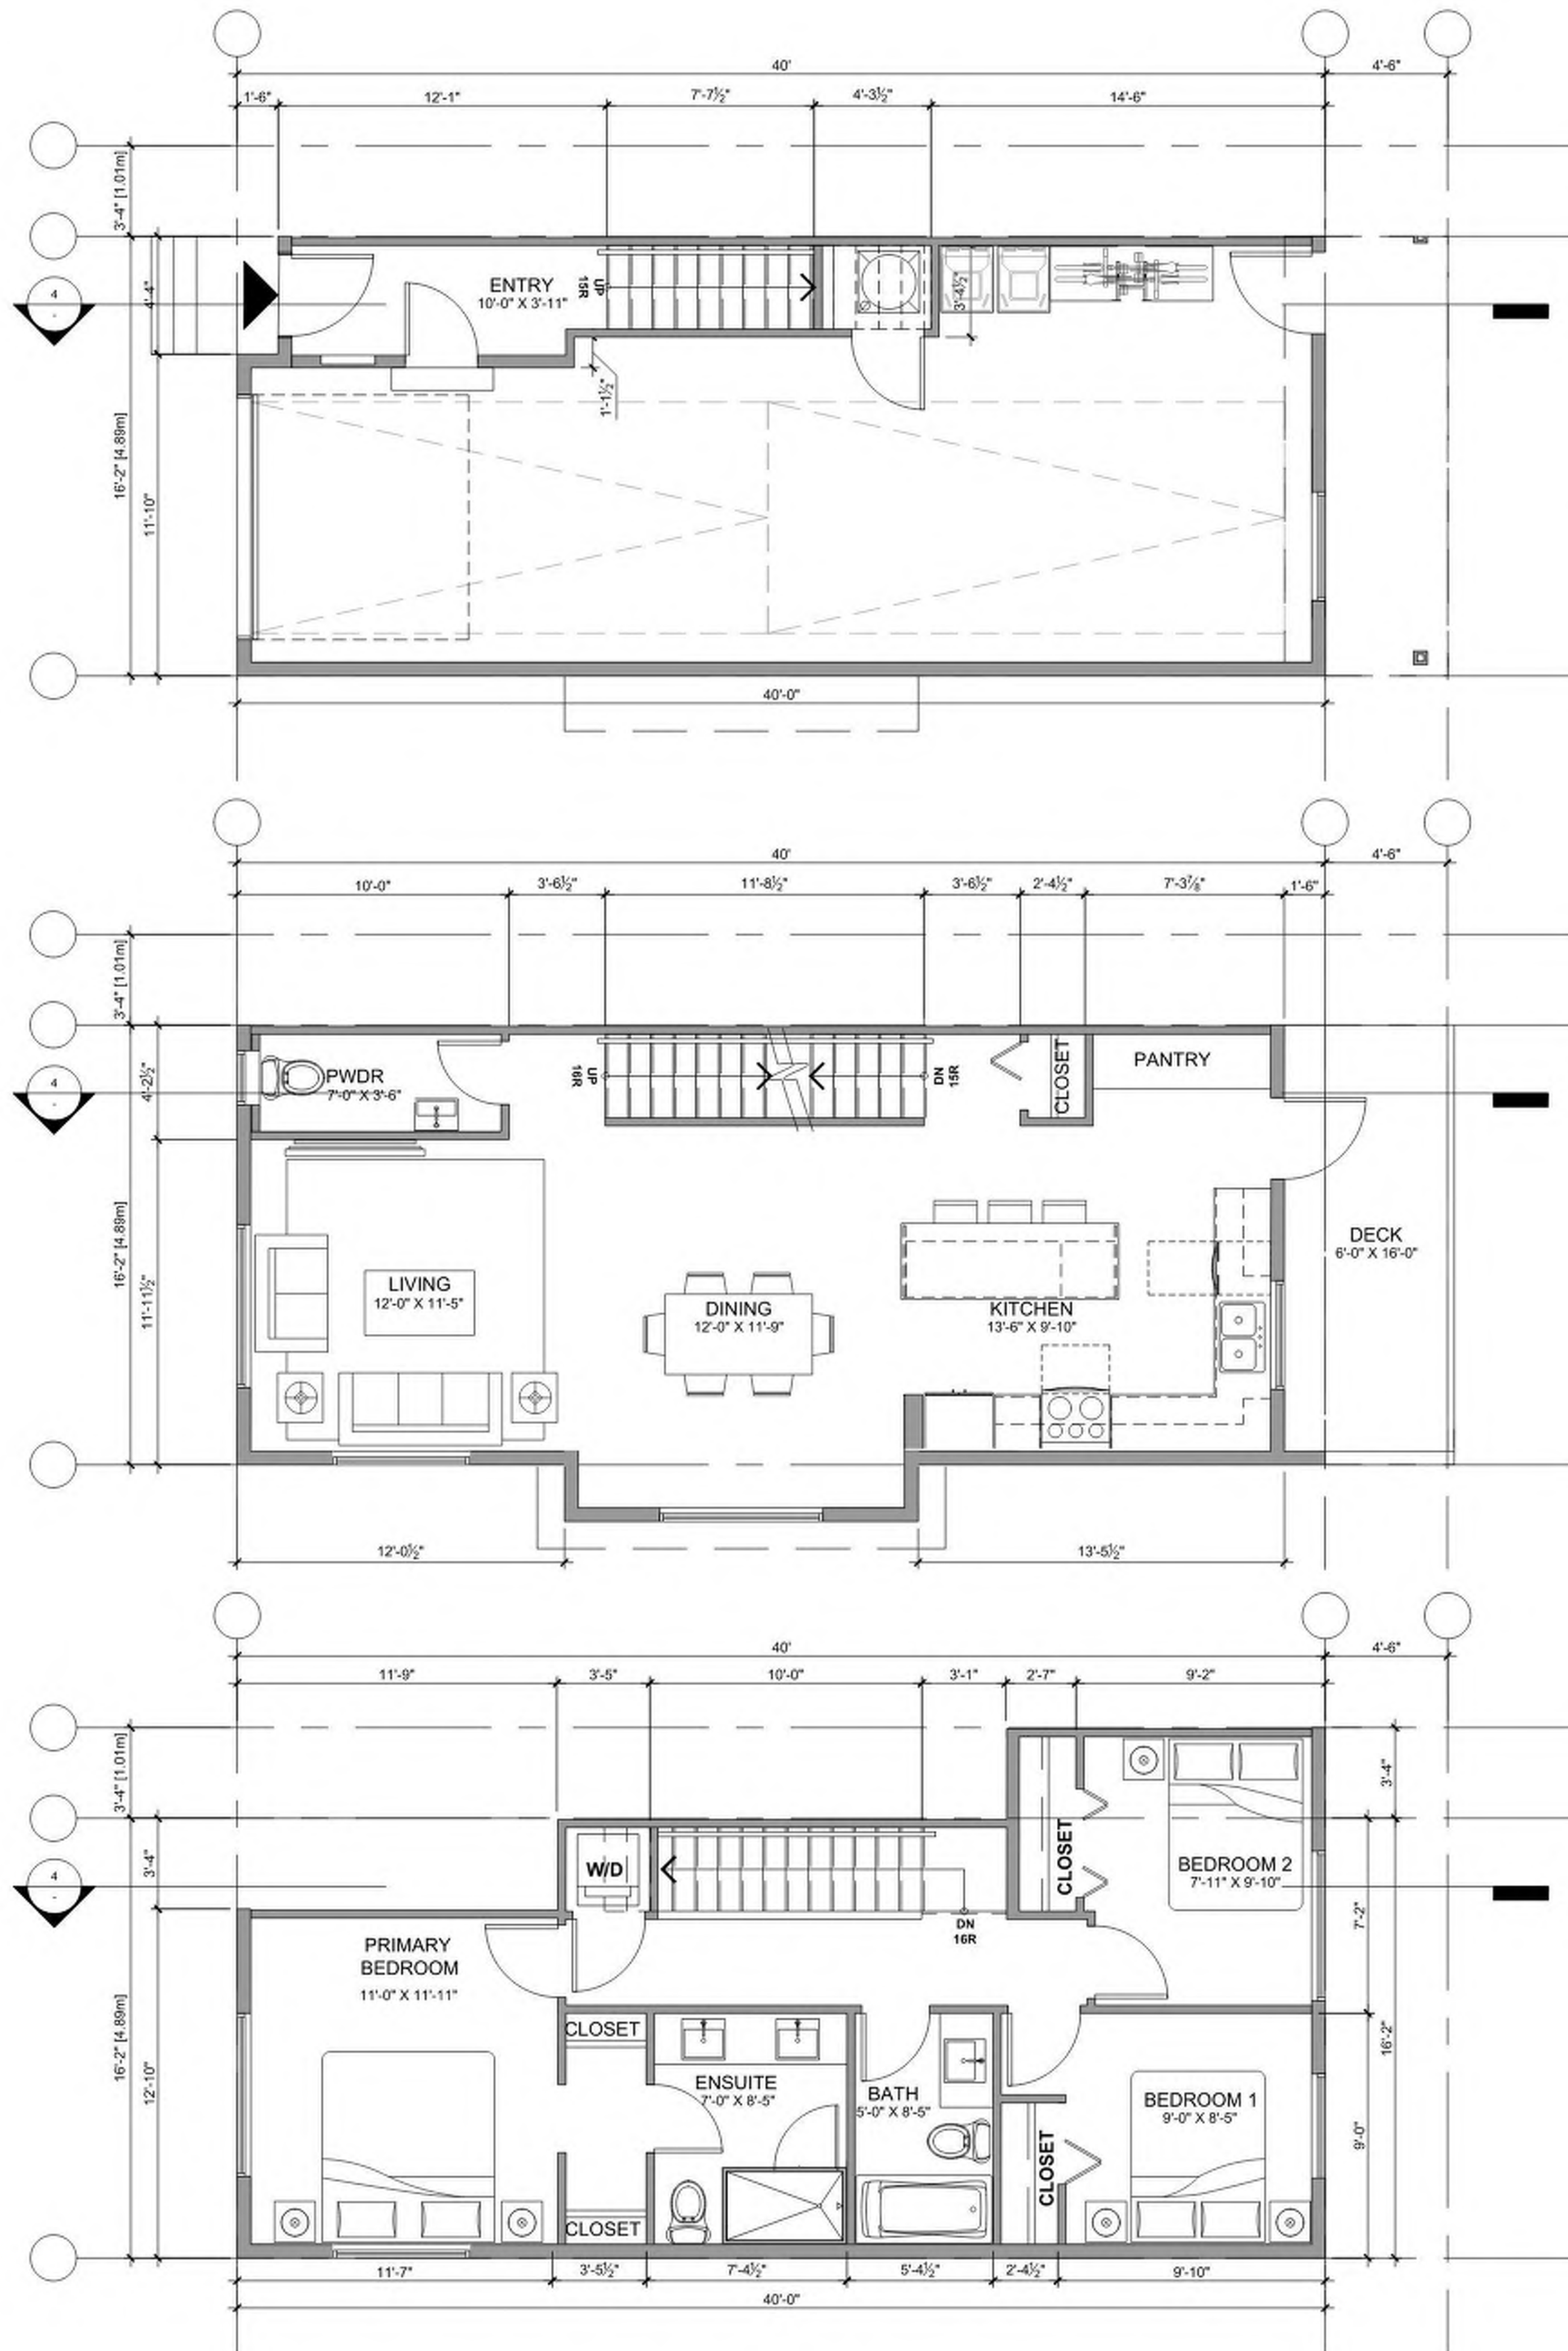 40'
4'-6"
1'-6"
12'-1"
7'-7½"
4'-3½"
14'-6"
3'-4" [1.01m]
4
-
4'-4"
ENTRY
10'-0" X 3'-11"
UP
15R
3'-4½"
1'-1½"
16'-2" [4.89m]
11'-10"
40'-0"
40'
4'-6"
10'-0"
3'-6½"
11'-8½"
3'-6½"
2'-4½"
7'-3⅞"
1'-6"
3'-4" [1.01m]
4
-
4'-2½"
PWDR
7'-0" X 3'-6"
UP
16R
DN
15R
CLOSET
PANTRY
16'-2" [4.89m]
11'-11½"
LIVING
12'-0" X 11'-5"
DINING
12'-0" X 11'-9"
KITCHEN
13'-6" X 9'-10"
DECK
6'-0" X 16'-0"
12'-0½"
13'-5½"
40'
4'-6"
11'-9"
3'-5"
10'-0"
3'-1"
2'-7"
9'-2"
3'-4" [1.01m]
3'-4"
3'-4"
4
-
W/D
CLOSET
BEDROOM 2
7'-11" X 9'-10"
DN
16R
7'-2"
PRIMARY
BEDROOM
11'-0" X 11'-11"
16'-2" [4.89m]
12'-10"
CLOSET
ENSUITE
7'-0" X 8'-5"
BATH
5'-0" X 8'-5"
BEDROOM 1
9'-0" X 8'-5"
CLOSET
16'-2"
9'-0"
CLOSET
11'-7"
3'-5½"
7'-4½"
5'-4½"
2'-4½"
9'-10"
40'-0"